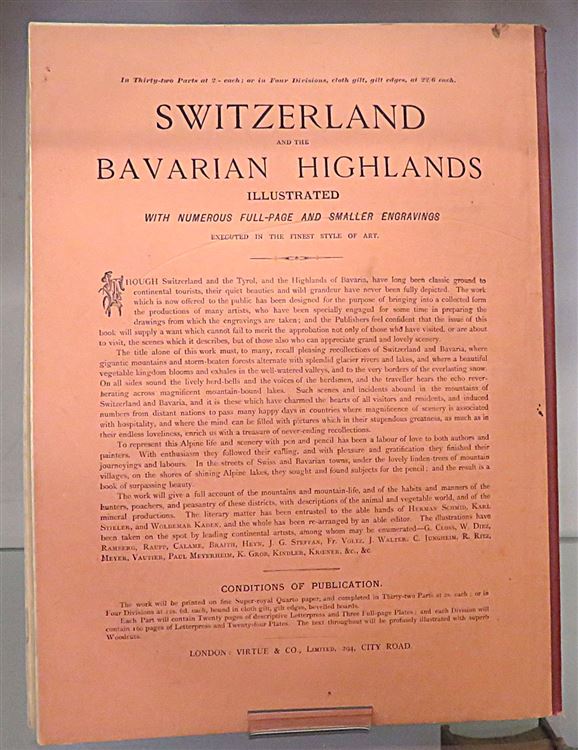 In Thirty-two Parts at 2/- each; or in Four Divisions, cloth gilt, gilt edges, at 22/6 each.
SWITZERLAND
AND THE
BAVARIAN HIGHLANDS
ILLUSTRATED
WITH NUMEROUS FULL-PAGE AND SMALLER ENGRAVINGS
EXECUTED IN THE FINEST STYLE OF ART.
THOUGH Switzerland and the Tyrol, and the Highlands of Bavaria, have long been classic ground to
continental tourists, their quiet beauties and wild grandeur have never been fully depicted. The work
which is now offered to the public has been designed for the purpose of bringing into a collected form
the productions of many artists, who have been specially engaged for some time in preparing the
drawings from which the engravings are taken; and the Publishers feel confident that the issue of this
book will supply a want which cannot fail to merit the approbation not only of those who have visited, or are about
to visit, the scenes which it describes, but of those also who can appreciate grand and lovely scenery.
The title alone of this work must, to many, recall pleasing recollections of Switzerland and Bavaria, where
gigantic mountains and storm-beaten forests alternate with splendid glacier rivers and lakes, and where a beautiful
vegetable kingdom blooms and exhales in the well-watered valleys, and to the very borders of the everlasting snow.
On all sides sound the lively herd-bells and the voices of the herdsmen, and the traveller hears the echo rever-
berating across magnificent mountain-bound lakes. Such scenes and incidents abound in the mountains of
Switzerland and Bavaria, and it is these which have charmed the hearts of all visitors and residents, and induced
numbers from distant nations to pass many happy days in countries where magnificence of scenery is associated
with hospitality, and where the mind can be filled with pictures which in their stupendous greatness, as much as in
their endless loveliness, enrich us with a treasure of never-ending recollections.
To represent this Alpine life and scenery with pen and pencil has been a labour of love to both authors and
painters. With enthusiasm they followed their calling, and with pleasure and gratification they finished their
journeyings and labours. In the streets of Swiss and Bavarian towns, under the lovely linden-trees of mountain
villages, on the shores of shining Alpine lakes, they sought and found subjects for the pencil; and the result is a
book of surpassing beauty.
The work will give a full account of the mountains and mountain-life, and of the habits and manners of the
hunters, poachers, and peasantry of these districts, with descriptions of the animal and vegetable world, and of the
mineral productions. The literary matter has been entrusted to the able hands of HERMAN SCHMID, KARL
STIELER, and WOLDEMAR KADEN, and the whole has been re-arranged by an able editor. The illustrations have
been taken on the spot by leading continental artists, among whom may be enumerated—G. CLOSS, W. DIEZ,
RAMBERG, RAUPP, CALAME, BRAITH, HEYN, J. G. STEFFAN, FR. VOLTZ, J. WALTER, C. JUNGHEIM, R. RITZ,
MEYER, VAUTIER, PAUL MEYERHEIM, K. GROB, KINDLER, KRŒNER, &c., &c
CONDITIONS OF PUBLICATION.
The work will be printed on fine Super-royal Quarto paper, and completed in Thirty-two Parts at 2s. each; or in
Four Divisions at 22s. 6d. each, bound in cloth gilt, gilt edges, bevelled boards.
Each Part will contain Twenty pages of descriptive Letterpress and Three Full-page Plates; and each Division will
contain 160 pages of Letterpress and Twenty-four Plates. The text throughout will be profusely illustrated with superb
Woodcuts.
LONDON: VIRTUE & CO., LIMITED, 294, CITY ROAD.